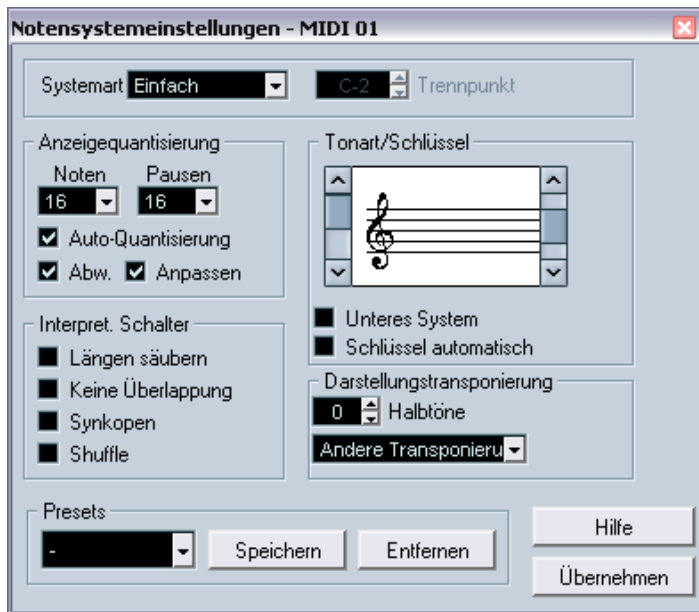 Notensystemeinstellungen - MIDI 01
Systemart Einfach C-2 Trennpunkt
Anzeigequantisierung
Noten Pausen
16 16
Auto-Quantisierung
Abw. Anpassen
Tonart/Schlüssel
Unteres System
Schlüssel automatisch
Interpret. Schalter
Längen säubern
Keine Überlappung
Synkopen
Shuffle
Darstellungstransponierung
0 Halbtöne
Andere Transponieru
Presets
- Speichern Entfernen
Hilfe
Übernehmen